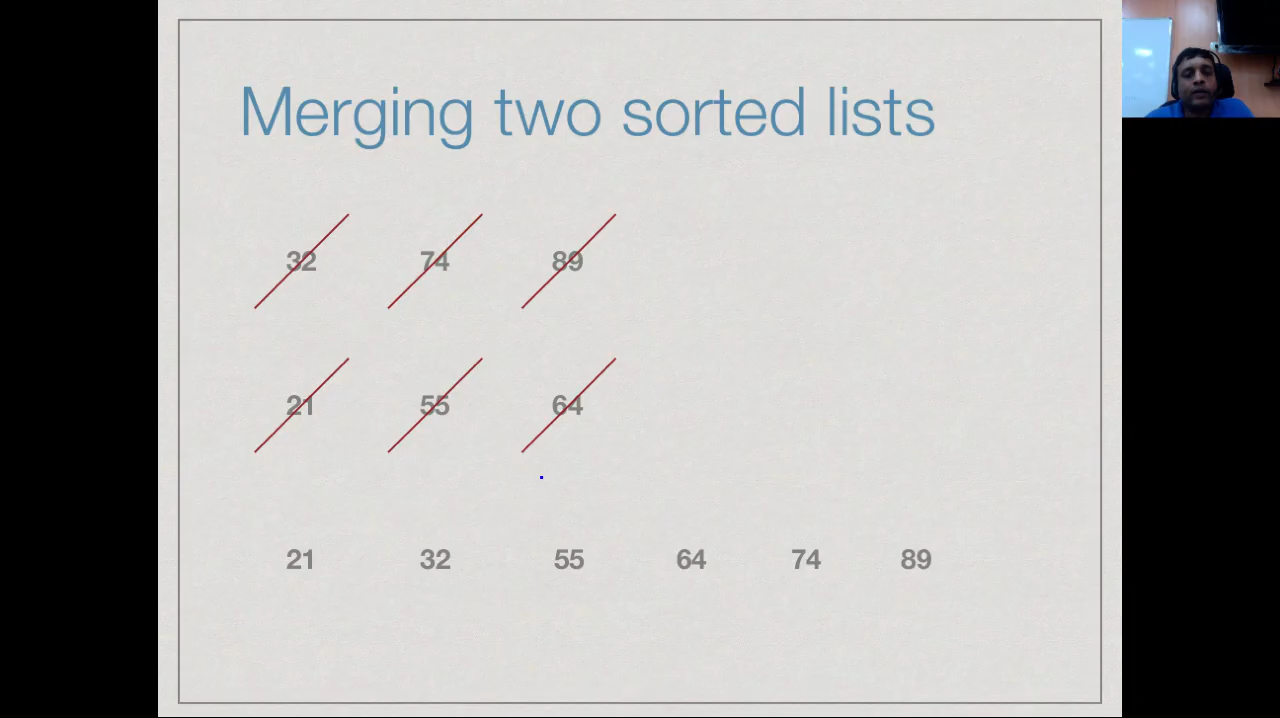 Merging two sorted lists
32 74 89
21 55 64
21 32 55 64 74 89